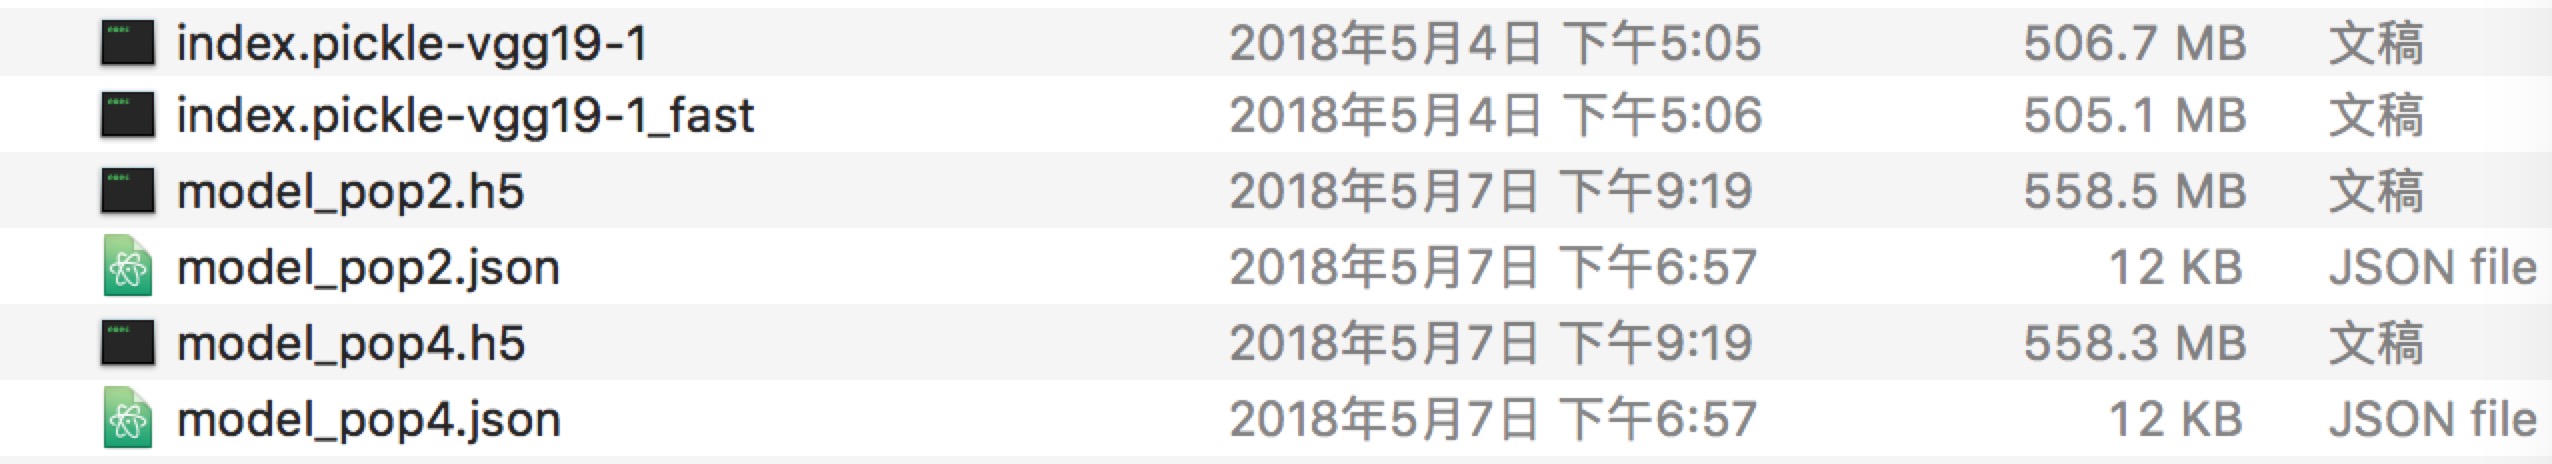 index.pickle-vgg19-1 2018年5月4日 下午5:05 506.7 MB 文稿
index.pickle-vgg19-1_fast 2018年5月4日 下午5:06 505.1 MB 文稿
model_pop2.h5 2018年5月7日 下午9:19 558.5 MB 文稿
model_pop2.json 2018年5月7日 下午6:57 12 KB JSON file
model_pop4.h5 2018年5月7日 下午9:19 558.3 MB 文稿
model_pop4.json 2018年5月7日 下午6:57 12 KB JSON file